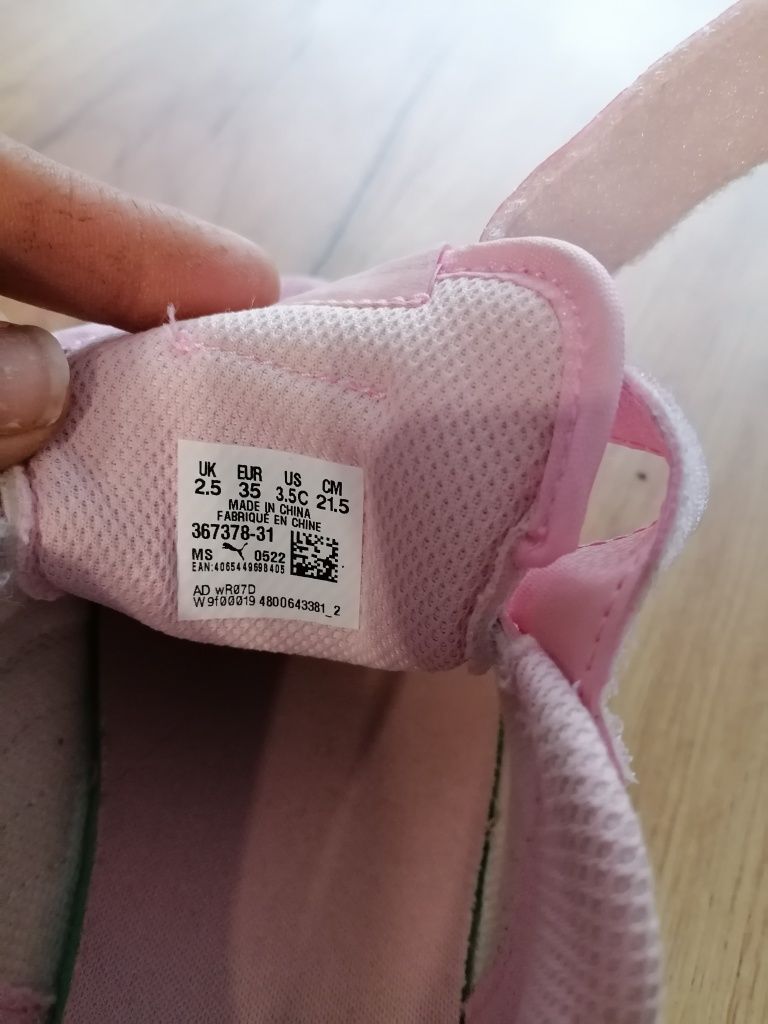 UK EUR US CM
2.5 35 3.5C 21.5
MADE IN CHINA
FABRIQUÉ EN CHINE
367378-31
MS 0522
EAN:4065449698405
AD wR07D
W9f00019 4800643381_2